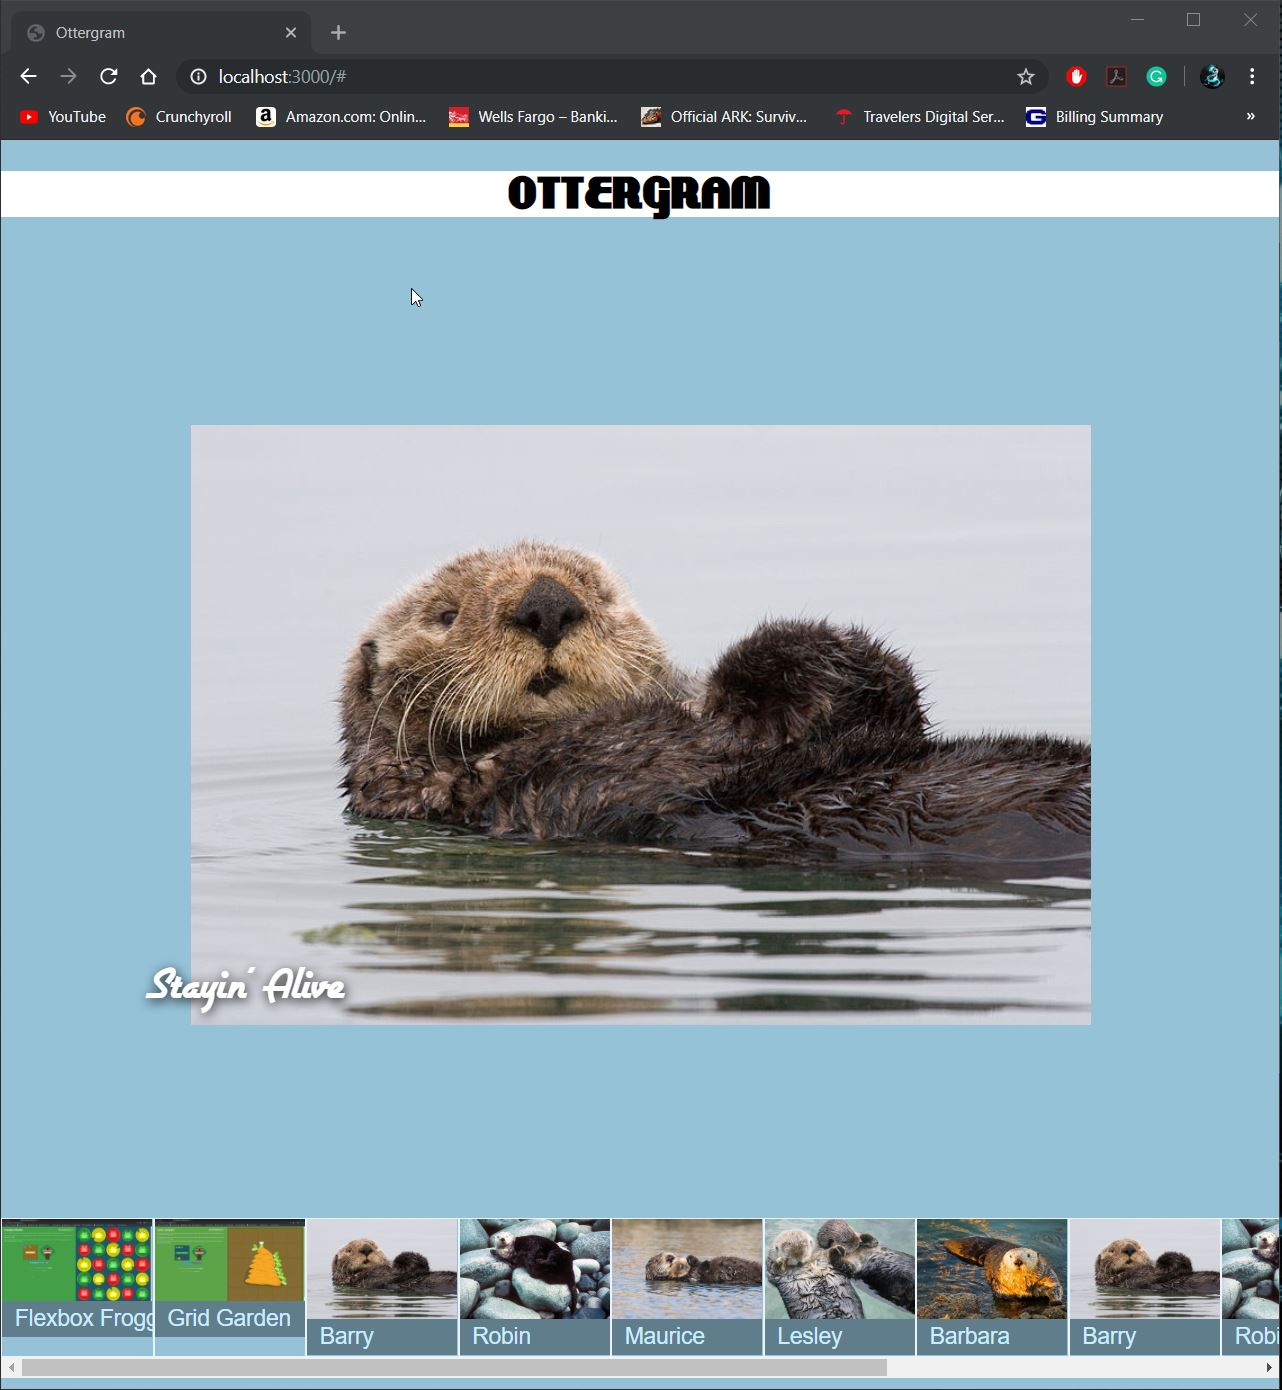 Ottergram
localhost:3000/#
YouTube
Crunchyroll
Amazon.com: Onlin...
Wells Fargo – Banki...
Official ARK: Surviv...
Travelers Digital Ser...
Billing Summary
»
OTTERGRAM
Stayin' Alive
Flexbox Frogg
Grid Garden
Barry
Robin
Maurice
Lesley
Barbara
Barry
Robi